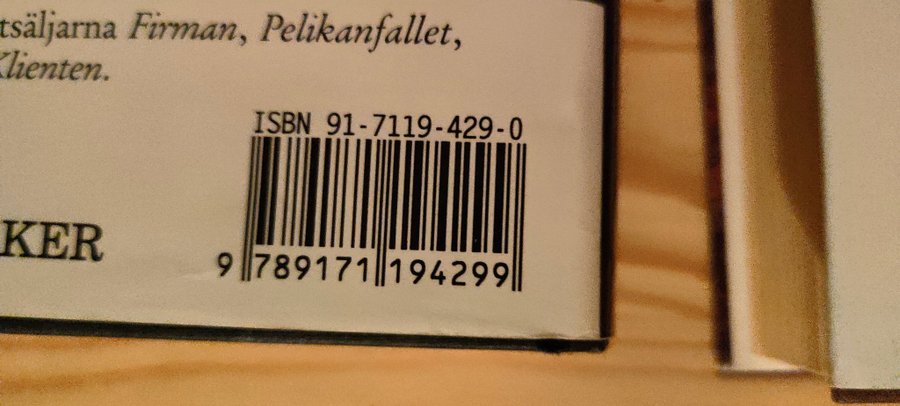 tsäljarna Firman, Pelikanfallet,
Klienten.
ISBN 91-7119-429-0
KER
9 789171 194299